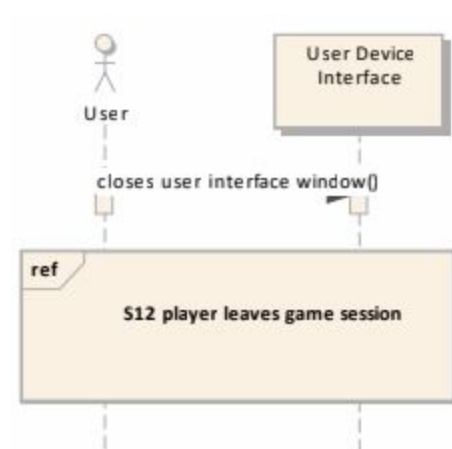 User Device
Interface
User
closes user interface window()
ref
S12 player leaves game session